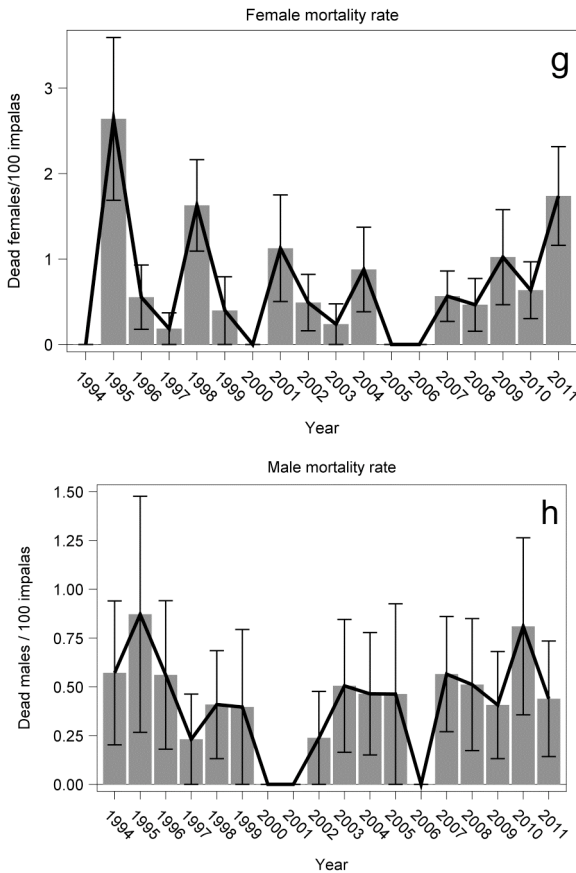 Female mortality rate
g
Dead females/100 impalas
3
2
1
0
1994 1995 1996 1997 1998 1999 2000 2001 2002 2003 2004 2005 2006 2007 2008 2009 2010 2011
Year
Male mortality rate
h
Dead males / 100 impalas
1.50
1.25
1.00
0.75
0.50
0.25
0.00
1994 1995 1996 1997 1998 1999 2000 2001 2002 2003 2004 2005 2006 2007 2008 2009 2010 2011
Year